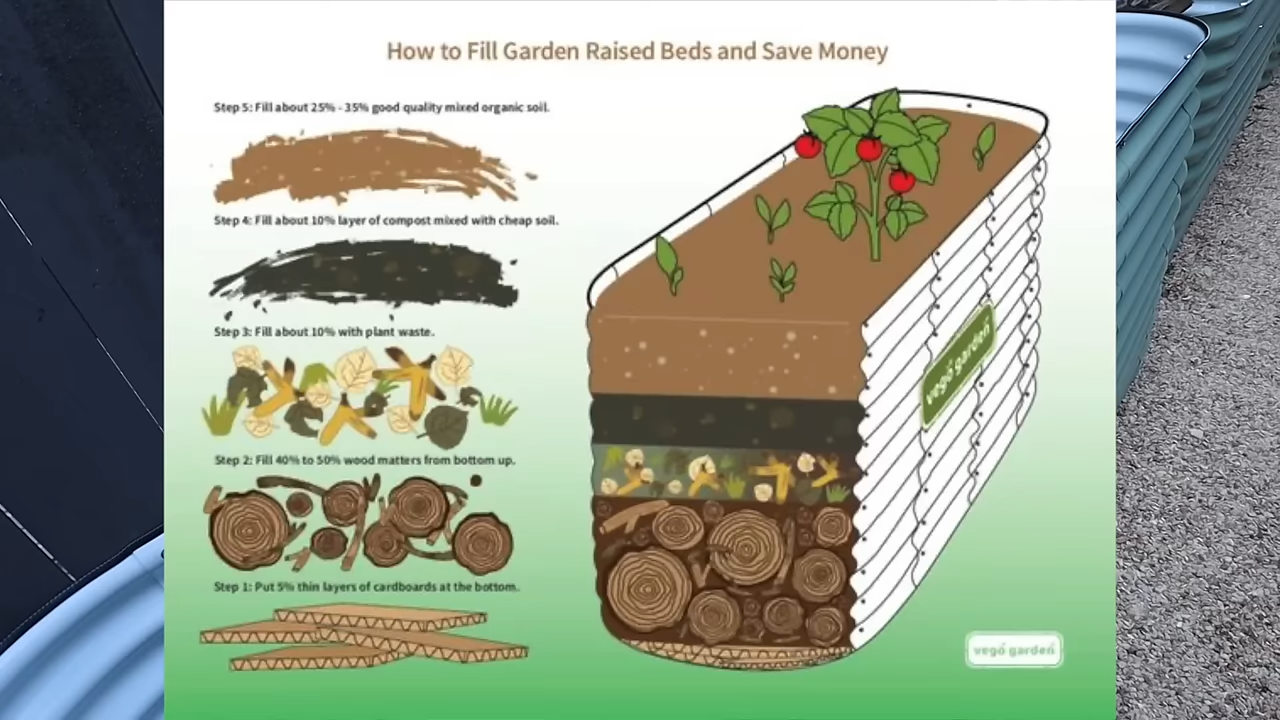 How to Fill Garden Raised Beds and Save Money
Step 5: Fill about 25% - 35% good quality mixed organic soil.
Step 4: Fill about 10% layer of compost mixed with cheap soil.
Step 3: Fill about 10% with plant waste.
Step 2: Fill 40% to 50% wood matters from bottom up.
Step 1: Put 5% thin layers of cardboards at the bottom.
vegó garden
vegó garden